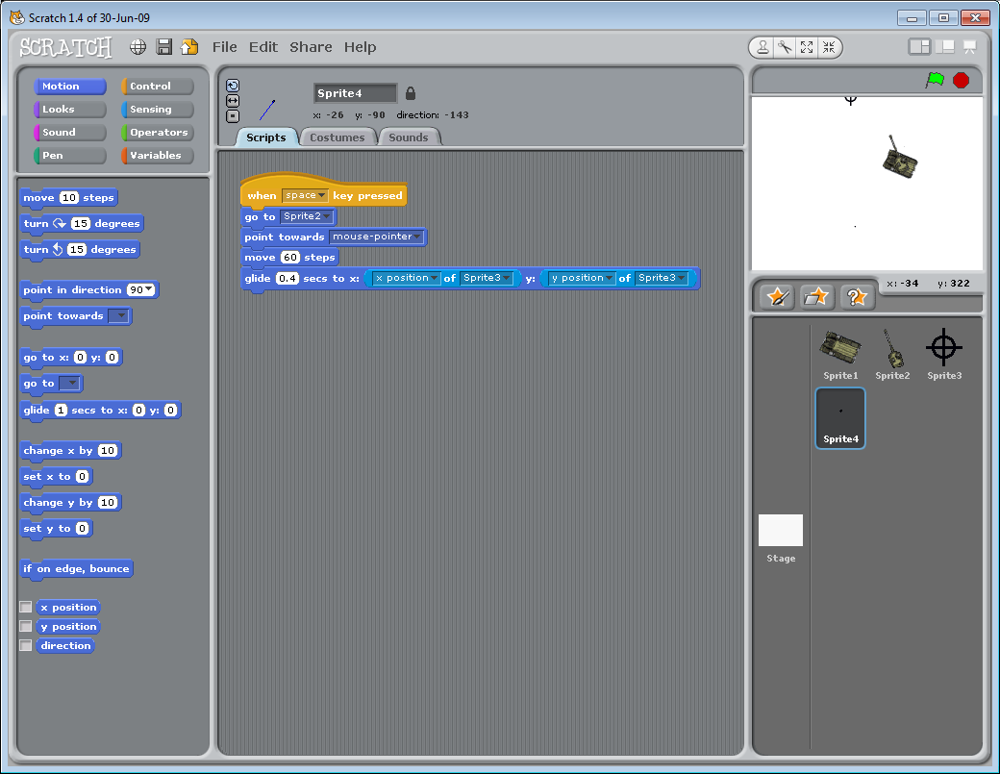 Scratch 1.4 of 30-Jun-09
SCRATCH File Edit Share Help
Motion Control
Looks Sensing
Sound Operators
Pen Variables
move 10 steps
turn 15 degrees
turn 15 degrees
point in direction 90
point towards
go to x: 0 y: 0
go to
glide 1 secs to x: 0 y: 0
change x by 10
set x to 0
change y by 10
set y to 0
if on edge, bounce
x position
y position
direction
Sprite4
x: -26 y: -90 direction: -143
Scripts Costumes Sounds
when space key pressed
go to Sprite2
point towards mouse-pointer
move 60 steps
glide 0.4 secs to x: x position of Sprite3 y: y position of Sprite3
x: -34 y: 322
Sprite1 Sprite2 Sprite3
Sprite4
Stage